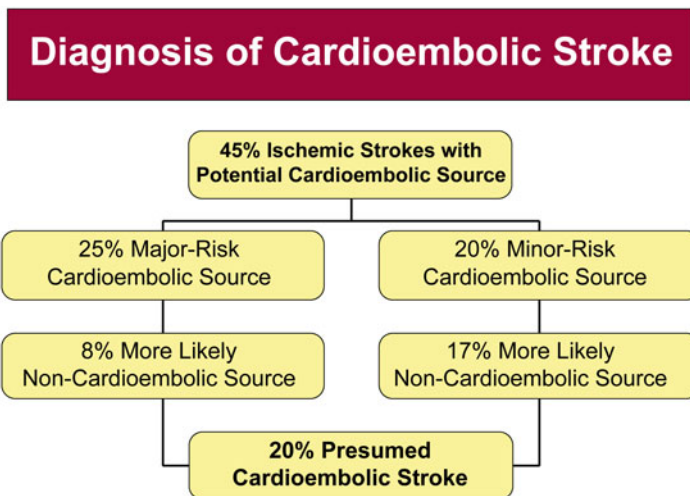 Diagnosis of Cardioembolic Stroke
45% Ischemic Strokes with
Potential Cardioembolic Source
25% Major-Risk
Cardioembolic Source
20% Minor-Risk
Cardioembolic Source
8% More Likely
Non-Cardioembolic Source
17% More Likely
Non-Cardioembolic Source
20% Presumed
Cardioembolic Stroke